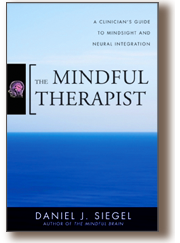 A CLINICIAN'S GUIDE
TO MINDSIGHT AND
NEURAL INTEGRATION
THE MINDFUL
THERAPIST
DANIEL J. SIEGEL
AUTHOR OF THE MINDFUL BRAIN